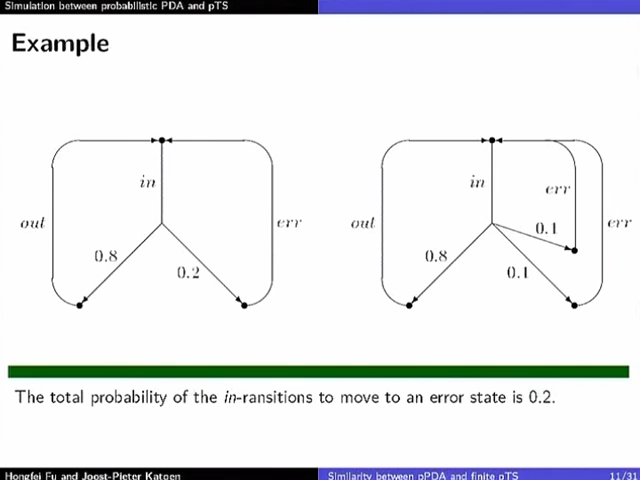 Simulation between probabilistic PDA and pTS
Example
in
out
err
0.8
0.2
in
err
out
err
0.1
0.8
0.1
The total probability of the in-ransitions to move to an error state is 0.2.
Hongfei Fu and Joost-Pieter Katoen
Similarity between pPDA and finite pTS
11/31